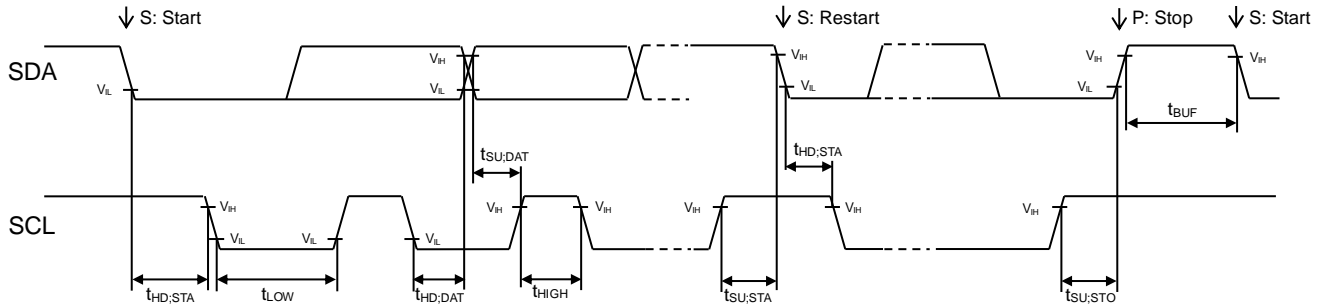 S: Start
S: Restart
P: Stop
S: Start
SDA
VIL
VIH
VIL
VIH
VIL
VIH
VIL
VIH
tBUF
tSU;DAT
tHD;STA
SCL
VIH
VIL
VIL
VIL
VIH
VIH
VIH
VIH
VIH
tHD;STA
tLOW
tHD;DAT
tHIGH
tSU;STA
tSU;STO